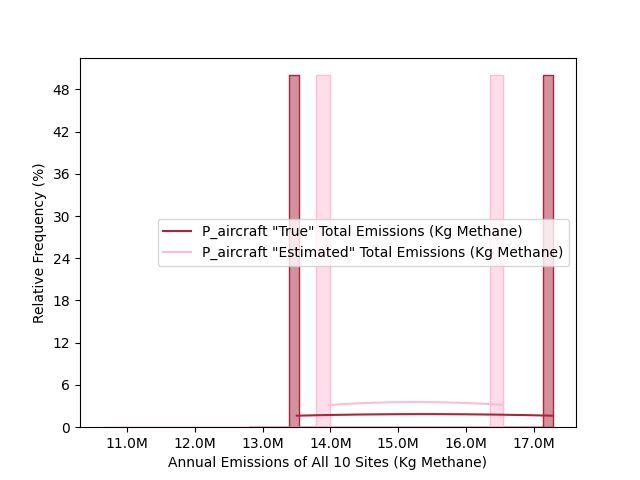 48
42
36
30
24
18
12
6
0
Relative Frequency (%)
P_aircraft "True" Total Emissions (Kg Methane)
P_aircraft "Estimated" Total Emissions (Kg Methane)
11.0M 12.0M 13.0M 14.0M 15.0M 16.0M 17.0M
Annual Emissions of All 10 Sites (Kg Methane)